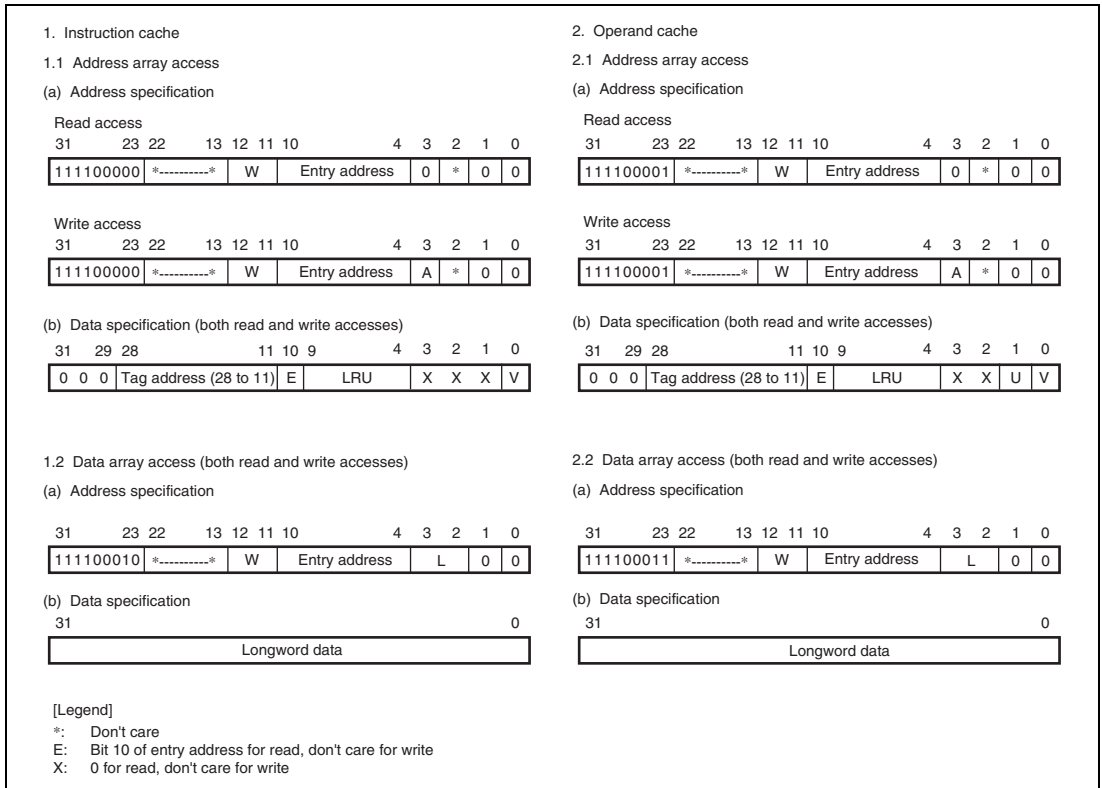 1. Instruction cache
1.1 Address array access
(a) Address specification
Read access
31 23 22 13 12 11 10 4 3 2 1 0
111100000 *----------* W Entry address 0 * 0 0
Write access
31 23 22 13 12 11 10 4 3 2 1 0
111100000 *----------* W Entry address A * 0 0
(b) Data specification (both read and write accesses)
31 29 28 11 10 9 4 3 2 1 0
0 0 0 Tag address (28 to 11) E LRU X X X V
1.2 Data array access (both read and write accesses)
(a) Address specification
31 23 22 13 12 11 10 4 3 2 1 0
111100010 *----------* W Entry address L 0 0
(b) Data specification
31 0
Longword data
2. Operand cache
2.1 Address array access
(a) Address specification
Read access
31 23 22 13 12 11 10 4 3 2 1 0
111100001 *----------* W Entry address 0 * 0 0
Write access
31 23 22 13 12 11 10 4 3 2 1 0
111100001 *----------* W Entry address A * 0 0
(b) Data specification (both read and write accesses)
31 29 28 11 10 9 4 3 2 1 0
0 0 0 Tag address (28 to 11) E LRU X X U V
2.2 Data array access (both read and write accesses)
(a) Address specification
31 23 22 13 12 11 10 4 3 2 1 0
111100011 *----------* W Entry address L 0 0
(b) Data specification
31 0
Longword data
[Legend]
*: Don't care
E: Bit 10 of entry address for read, don't care for write
X: 0 for read, don't care for write